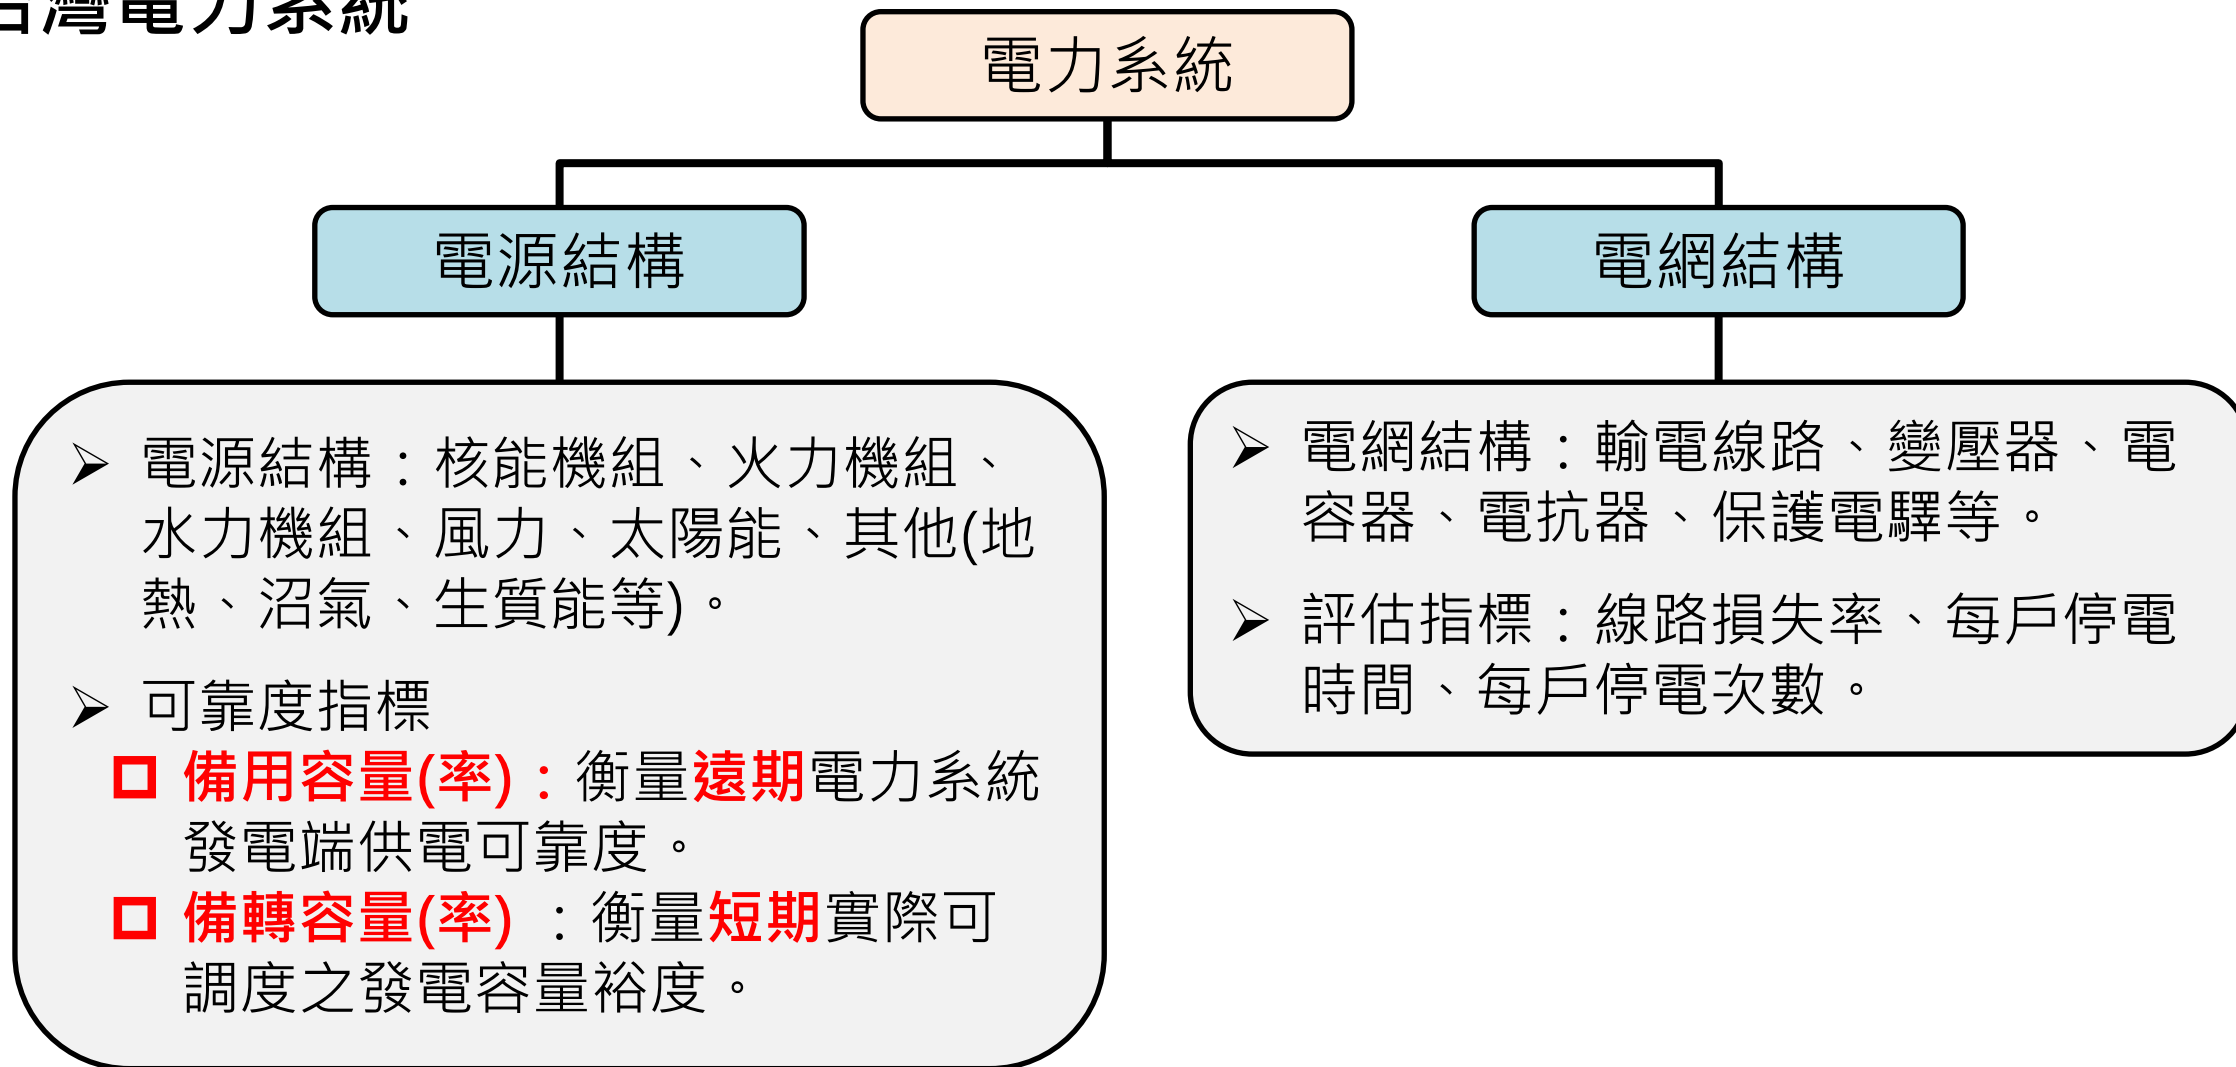 台灣電力系統
電力系統
電源結構
電網結構
➢ 電源結構：核能機組、火力機組、
水力機組、風力、太陽能、其他(地
熱、沼氣、生質能等)。
➢ 可靠度指標
備用容量(率)：衡量遠期電力系統
發電端供電可靠度。
備轉容量(率) ：衡量短期實際可
調度之發電容量裕度。
➢ 電網結構：輸電線路、變壓器、電
容器、電抗器、保護電驛等。
➢ 評估指標：線路損失率、每戶停電
時間、每戶停電次數。